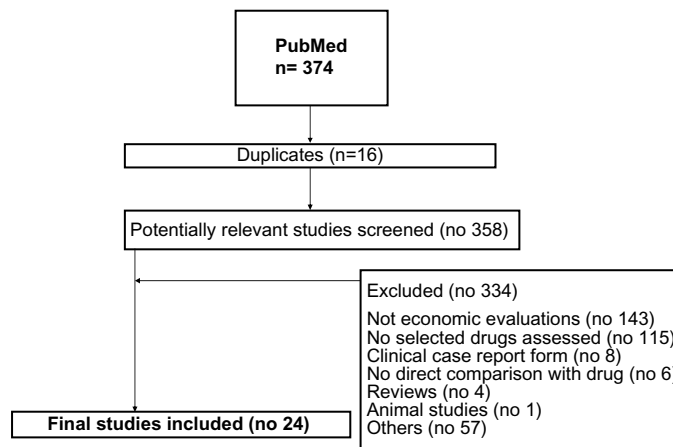 PubMed
n= 374
Duplicates (n=16)
Potentially relevant studies screened (no 358)
Excluded (no 334)
Not economic evaluations (no 143)
No selected drugs assessed (no 115)
Clinical case report form (no 8)
No direct comparison with drug (no 6)
Reviews (no 4)
Animal studies (no 1)
Others (no 57)
Final studies included (no 24)